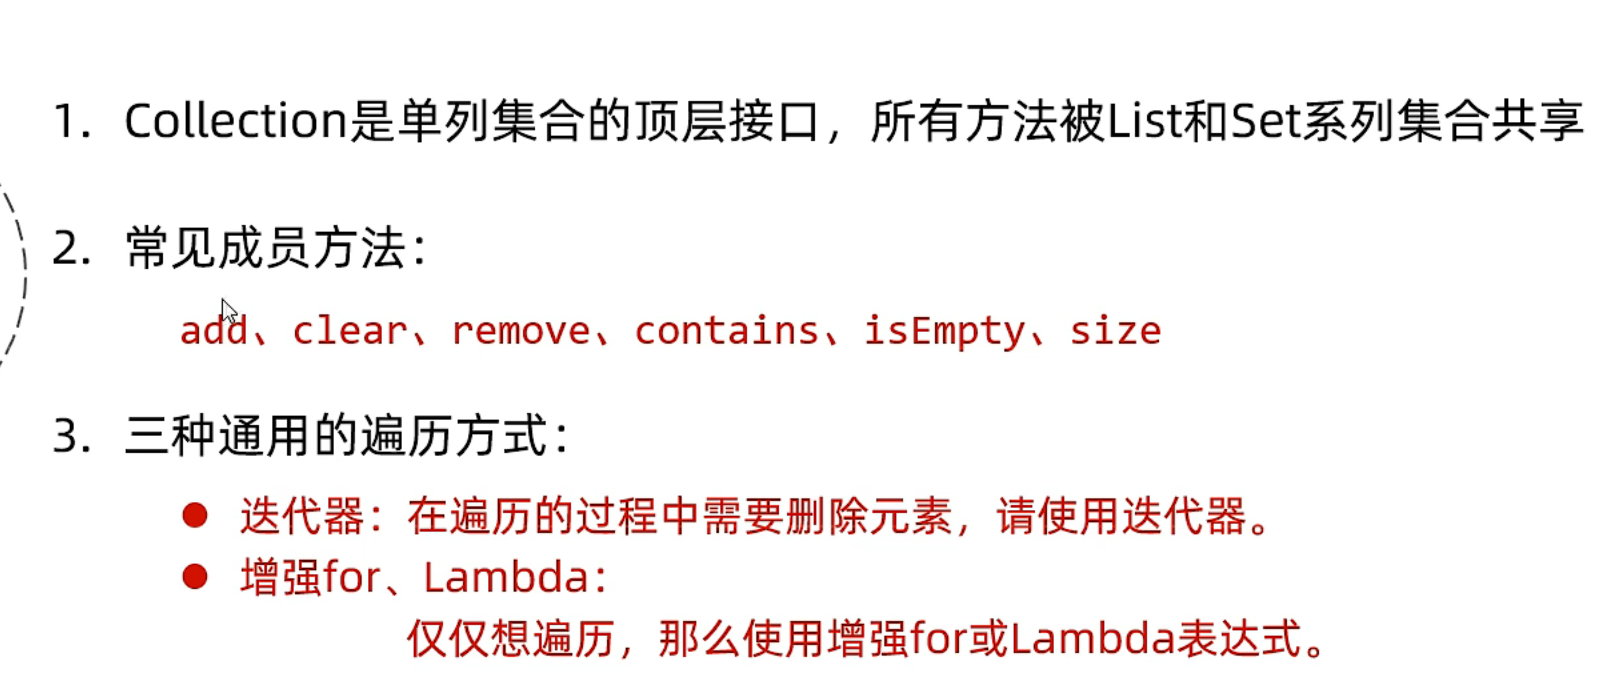 1. Collection是单列集合的顶层接口，所有方法被List和Set系列集合共享
2. 常见成员方法：
add、clear、remove、contains、isEmpty、size
3. 三种通用的遍历方式：
● 迭代器：在遍历的过程中需要删除元素，请使用迭代器。
● 增强for、Lambda：
仅仅想遍历，那么使用增强for或Lambda表达式。